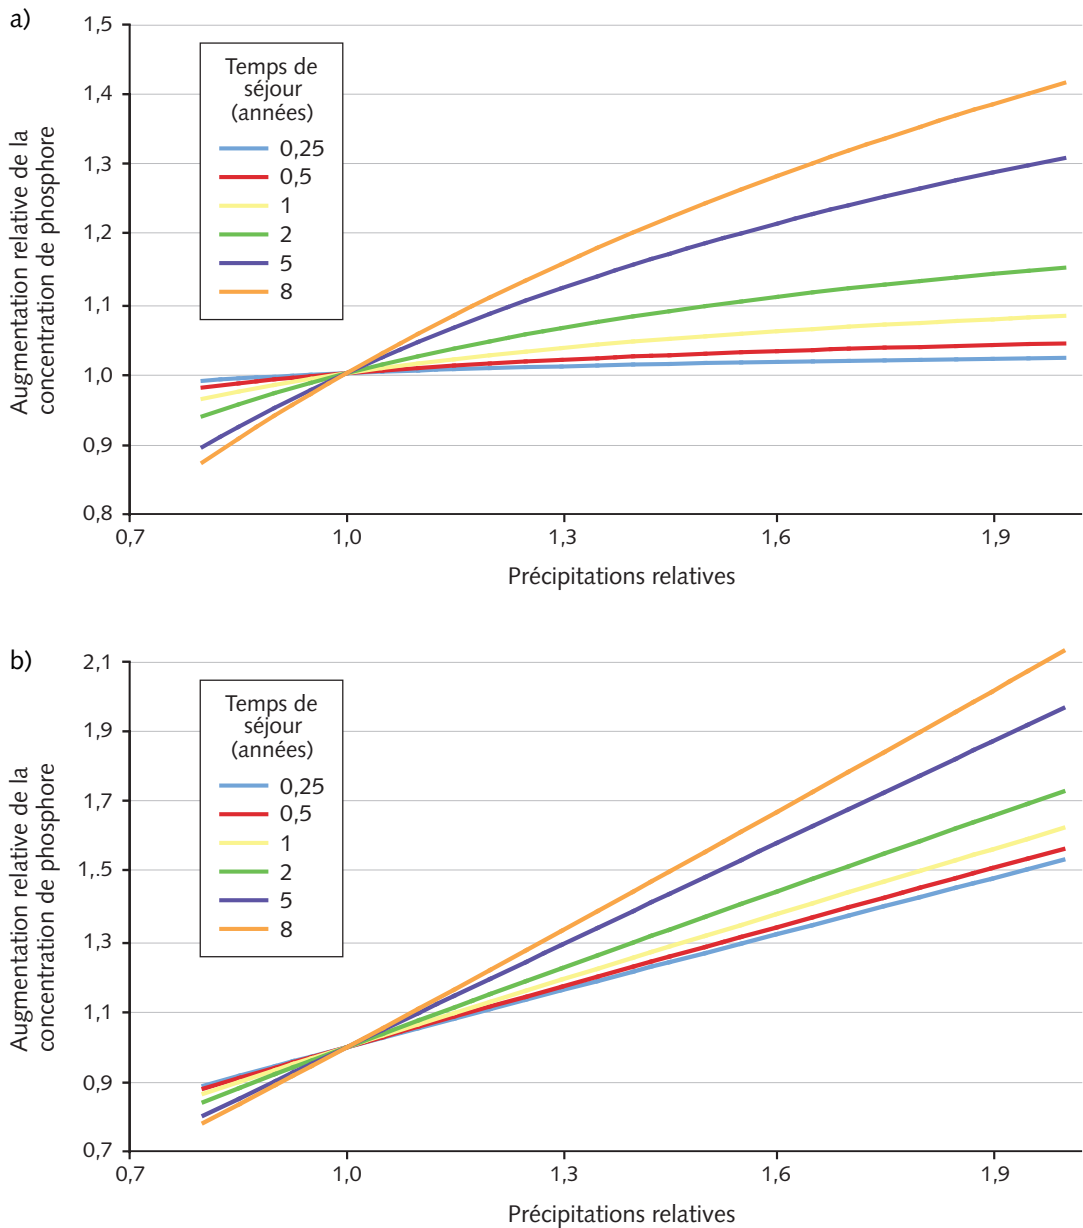 a)
Augmentation relative de la
concentration de phosphore
1,5
1,4
1,3
1,2
1,1
1,0
0,9
0,8
Temps de
séjour
(années)
0,25
0,5
1
2
5
8
0,7
1,0
1,3
1,6
1,9
Précipitations relatives
b)
Augmentation relative de la
concentration de phosphore
2,1
1,9
1,7
1,5
1,3
1,1
0,9
0,7
Temps de
séjour
(années)
0,25
0,5
1
2
5
8
0,7
1,0
1,3
1,6
1,9
Précipitations relatives